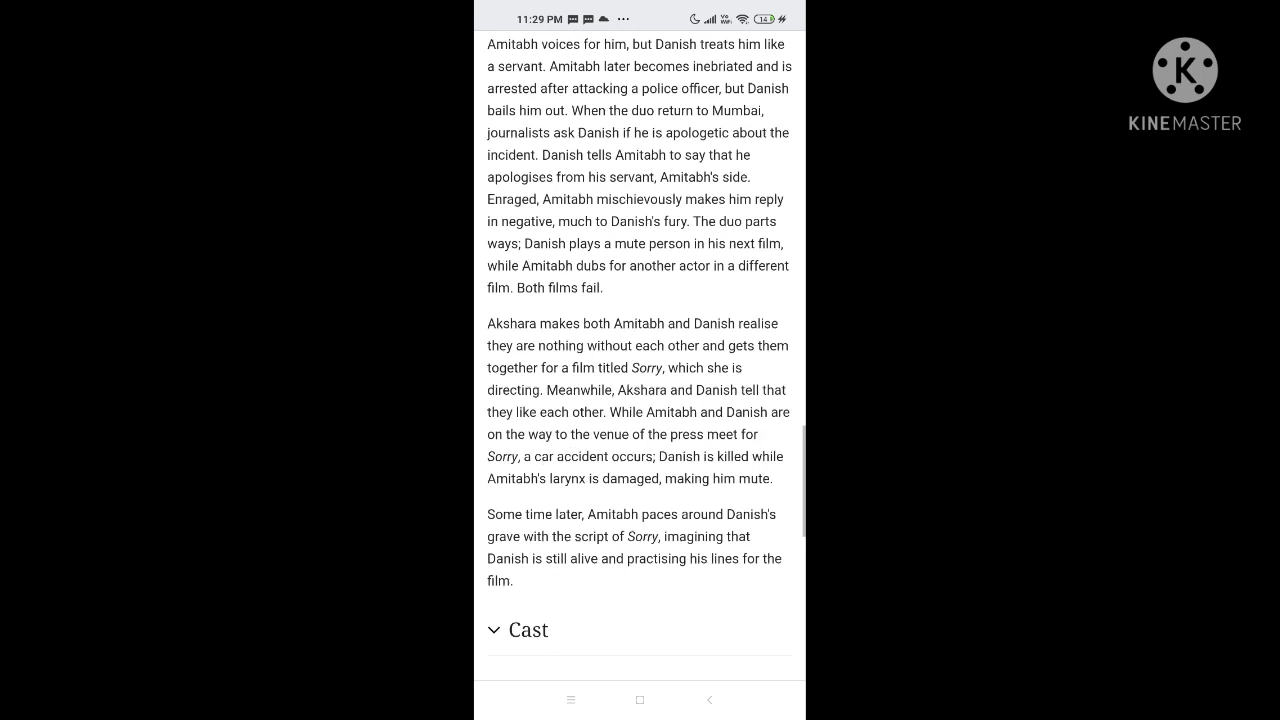 11:29 PM
Vo
WiFi
14
Amitabh voices for him, but Danish treats him like
a servant. Amitabh later becomes inebriated and is
arrested after attacking a police officer, but Danish
bails him out. When the duo return to Mumbai,
journalists ask Danish if he is apologetic about the
incident. Danish tells Amitabh to say that he
apologises from his servant, Amitabh's side.
Enraged, Amitabh mischievously makes him reply
in negative, much to Danish's fury. The duo parts
ways; Danish plays a mute person in his next film,
while Amitabh dubs for another actor in a different
film. Both films fail.
Akshara makes both Amitabh and Danish realise
they are nothing without each other and gets them
together for a film titled Sorry, which she is
directing. Meanwhile, Akshara and Danish tell that
they like each other. While Amitabh and Danish are
on the way to the venue of the press meet for
Sorry, a car accident occurs; Danish is killed while
Amitabh's larynx is damaged, making him mute.
Some time later, Amitabh paces around Danish's
grave with the script of Sorry, imagining that
Danish is still alive and practising his lines for the
film.
Cast
K
KINEMASTER